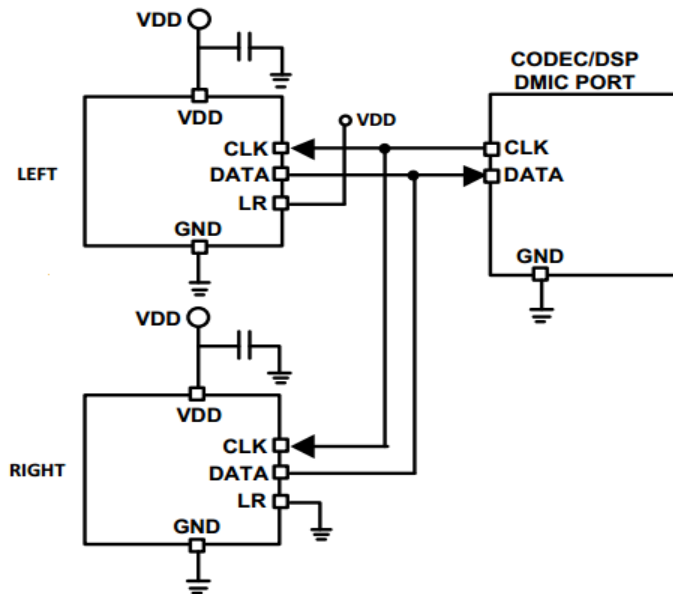 VDD
CODEC/DSP
DMIC PORT
VDD
VDD
CLK
CLK
LEFT
DATA
DATA
LR
GND
GND
VDD
VDD
CLK
RIGHT
DATA
LR
GND